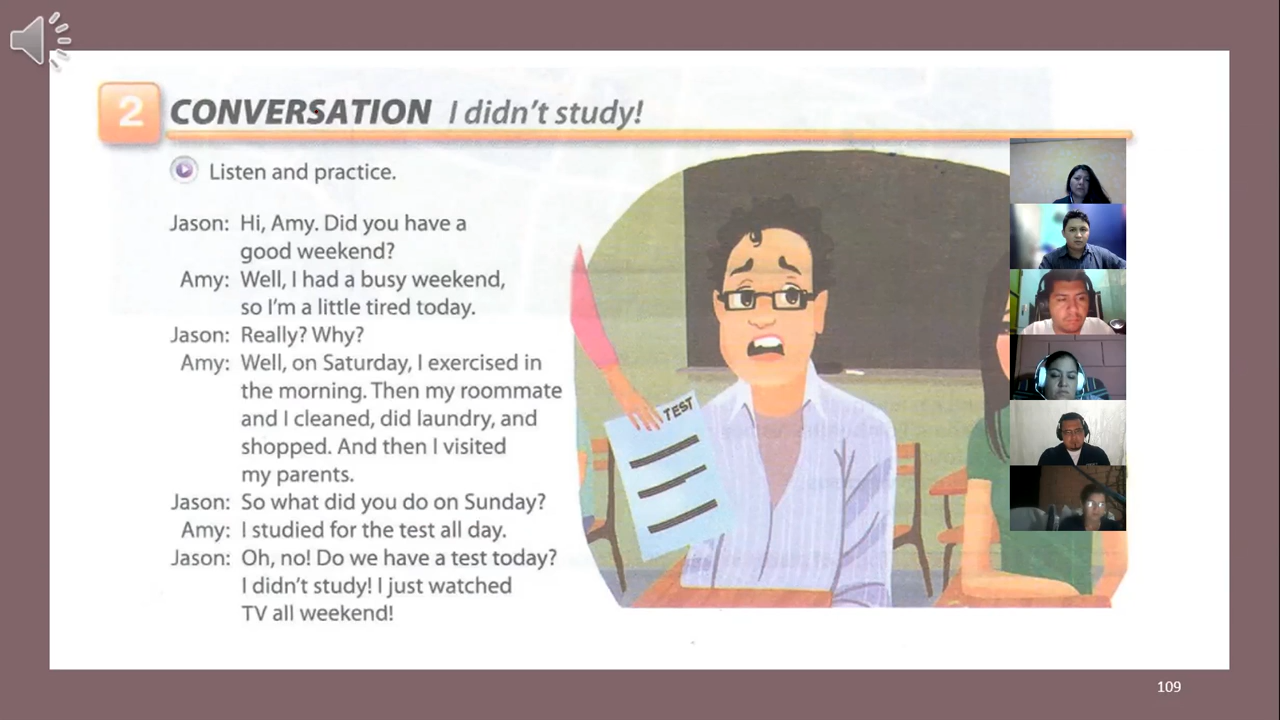 2 CONVERSATION I didn't study!
Listen and practice.
Jason: Hi, Amy. Did you have a
good weekend?
Amy: Well, I had a busy weekend,
so I'm a little tired today.
Jason: Really? Why?
Amy: Well, on Saturday, I exercised in
the morning. Then my roommate
and I cleaned, did laundry, and
shopped. And then I visited
my parents.
Jason: So what did you do on Sunday?
Amy: I studied for the test all day.
Jason: Oh, no! Do we have a test today?
I didn't study! I just watched
TV all weekend!
TEST
109